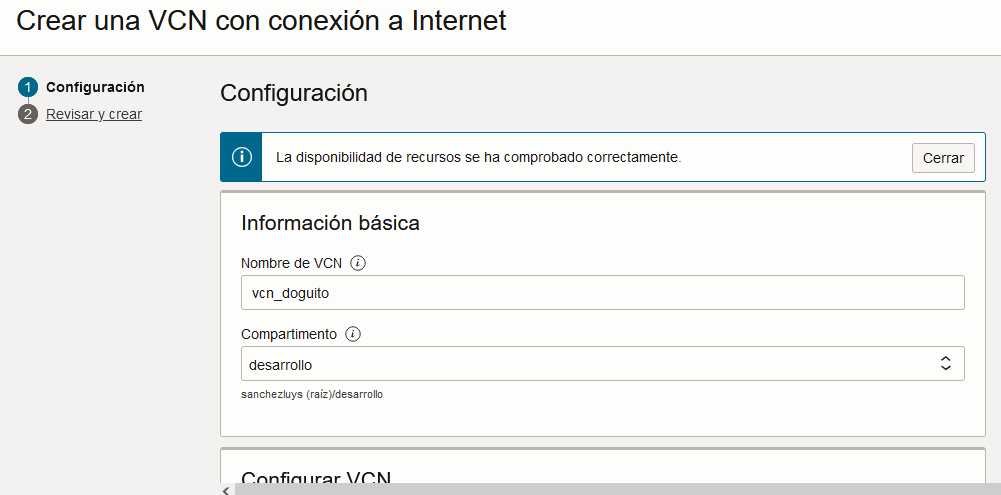 Crear una VCN con conexión a Internet
1 Configuración
2 Revisar y crear
Configuración
La disponibilidad de recursos se ha comprobado correctamente.
Cerrar
Información básica
Nombre de VCN
vcn_doguito
Compartimento
desarrollo
sanchezluys (raíz)/desarrollo
Configurar VCN